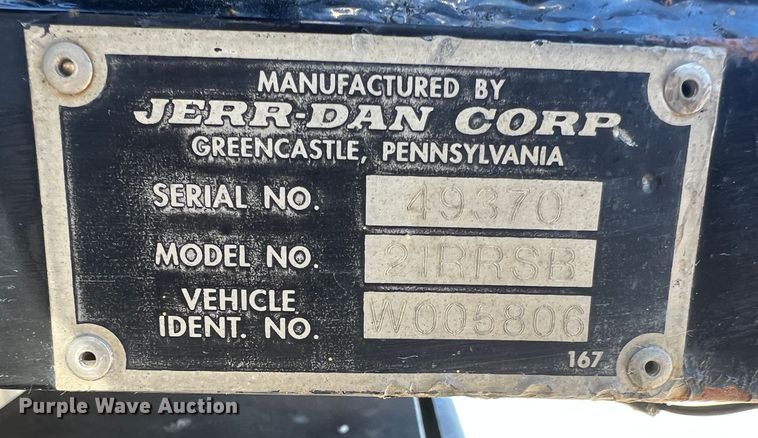 MANUFACTURED BY
JERR-DAN CORP.
GREENCASTLE, PENNSYLVANIA
SERIAL NO. 49370
MODEL NO. 21RRSB
VEHICLE
IDENT. NO. W005806
167
Purple Wave Auction